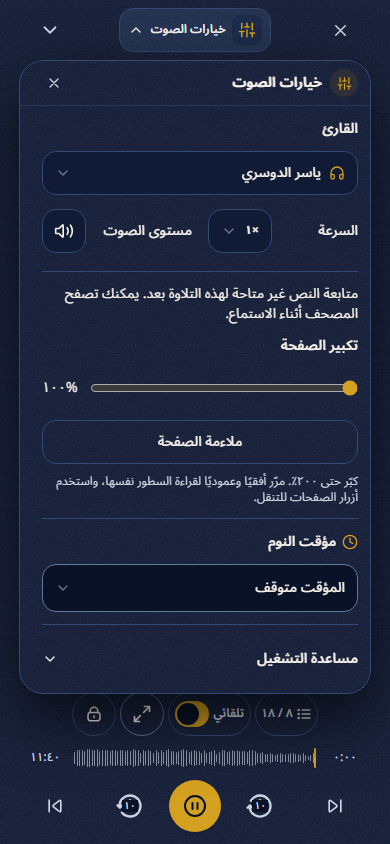 خيارات الصوت
خيارات الصوت
القارئ
ياسر الدوسري
السرعة
١×
مستوى الصوت
متابعة النص غير متاحة لهذه التلاوة بعد. يمكنك تصفح
المصحف أثناء الاستماع.
تكبير الصفحة
١٠٠%
ملاءمة الصفحة
كبّر حتى ٢٠٠٪. مرّر أفقيًا وعموديًا لقراءة السطور نفسها، واستخدم
أزرار الصفحات للتنقل.
مؤقت النوم
المؤقت متوقف
مساعدة التشغيل
٨ / ١٨
تلقائي
٠:٠٠
١١:٤٠
١٠
١٠